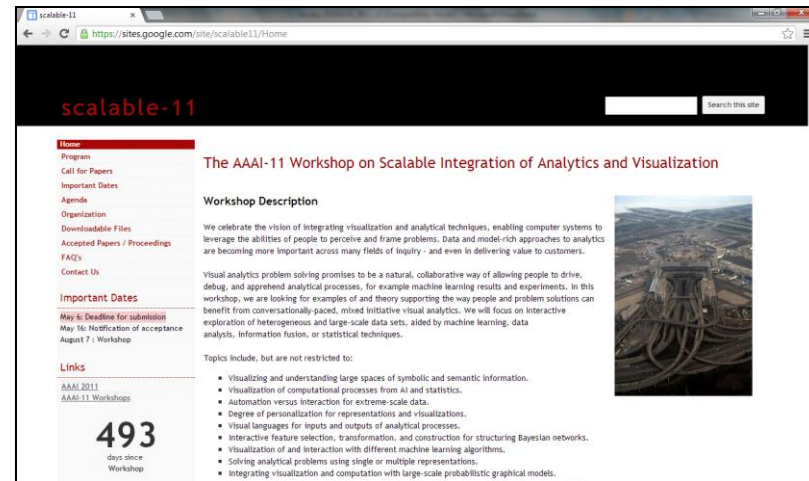 scalable-11
https://sites.google.com/site/scalable11/Home
scalable-11
Search this site
Home
Program
Call for Papers
Important Dates
Agenda
Organization
Downloadable Files
Accepted Papers / Proceedings
FAQ's
Contact Us
Important Dates
May 6: Deadline for submission
May 16: Notification of acceptance
August 7 : Workshop
Links
AAAI 2011
AAAI-11 Workshops
493
days since
Workshop
The AAAI-11 Workshop on Scalable Integration of Analytics and Visualization
Workshop Description
We celebrate the vision of integrating visualization and analytical techniques, enabling computer systems to
leverage the abilities of people to perceive and frame problems. Data and model-rich approaches to analytics
are becoming more important across many fields of inquiry - and even in delivering value to customers.
Visual analytics problem solving promises to be a natural, collaborative way of allowing people to drive,
debug, and apprehend analytical processes, for example machine learning results and experiments. In this
workshop, we are looking for examples of and theory supporting the way people and problem solutions can
benefit from conversationally-paced, mixed initiative visual analytics. We will focus on interactive
exploration of heterogeneous and large-scale data sets, aided by machine learning, data
analysis, information fusion, or statistical techniques.
Topics include, but are not restricted to:
Visualizing and understanding large spaces of symbolic and semantic information.
Visualization of computational processes from AI and statistics.
Automation versus interaction for extreme-scale data.
Degree of personalization for representations and visualizations.
Visual languages for inputs and outputs of analytical processes.
Interactive feature selection, transformation, and construction for structuring Bayesian networks.
Visualization of and interaction with different machine learning algorithms.
Solving analytical problems using single or multiple representations.
Integrating visualization and computation with large-scale probabilistic graphical models.